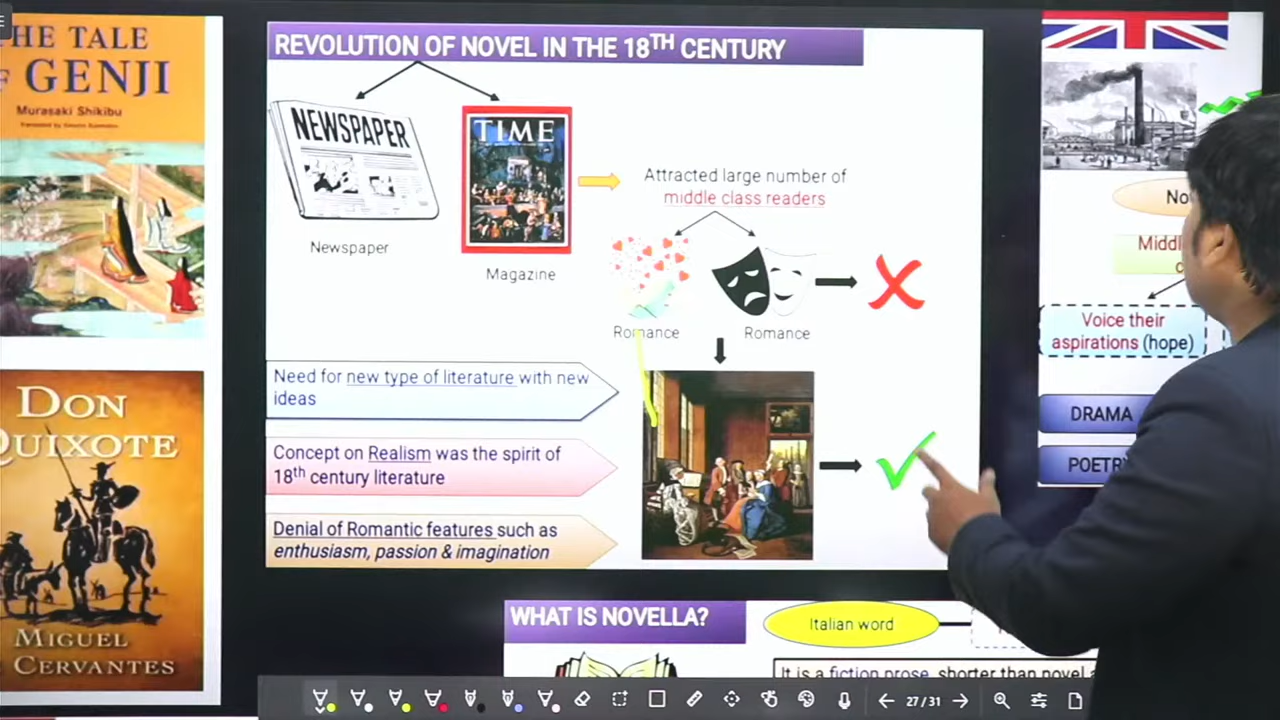 THE TALE
OF GENJI
Murasaki Shikibu
DON
QUIXOTE
MIGUEL
CERVANTES
REVOLUTION OF NOVEL IN THE 18TH CENTURY
NEWSPAPER
Newspaper
TIME
Magazine
Attracted large number of
middle class readers
Romance
Romance
Need for new type of literature with new
ideas
Concept on Realism was the spirit of
18th century literature
Denial of Romantic features such as
enthusiasm, passion & imagination
Voice their
aspirations (hope)
DRAMA
WHAT IS NOVELLA?
Italian word
It is a fiction prose, shorter than novel
27/31